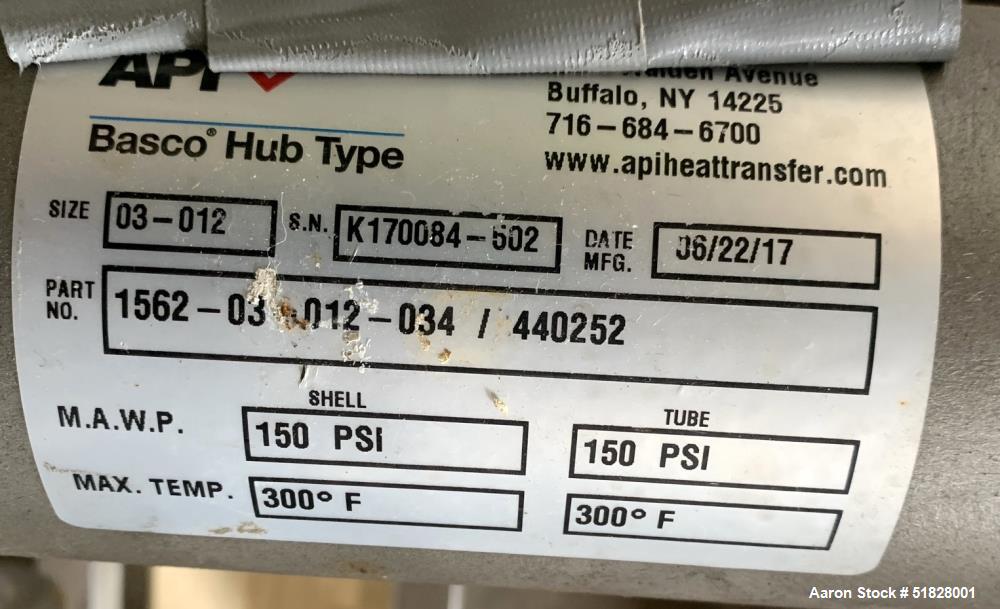 API
Avenue
Buffalo, NY 14225
716-684-6700
www.apiheattransfer.com
Basco® Hub Type
SIZE 03-012 S.N. K170084-502 DATE MFG. 06/22/17
PART NO. 1562-03-012-034 / 440252
SHELL TUBE
M.A.W.P. 150 PSI 150 PSI
MAX. TEMP. 300° F 300° F
Aaron Stock # 51828001